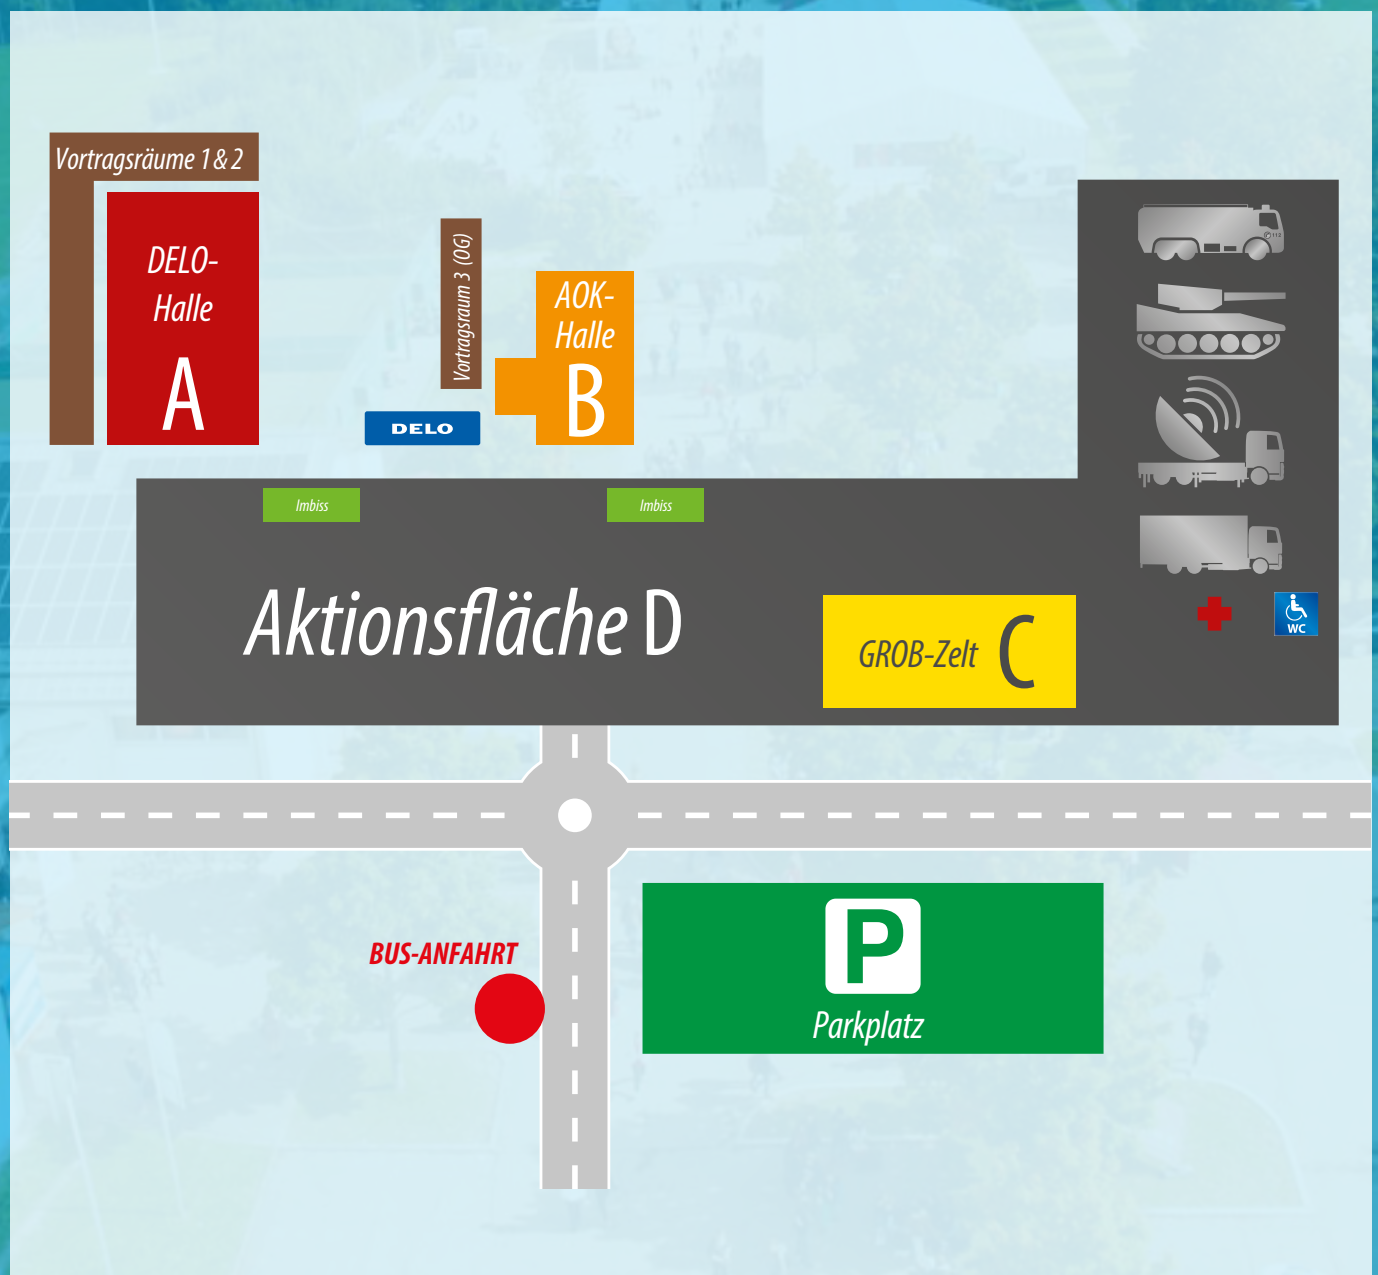 Vortragsräume 1 & 2
DELO-
Halle
A
Vortragsraum 3 (OG)
AOK-
Halle
B
DELO
112
Imbiss
Imbiss
Aktionsfläche D
GROB-Zelt C
WC
BUS-ANFAHRT
P
Parkplatz